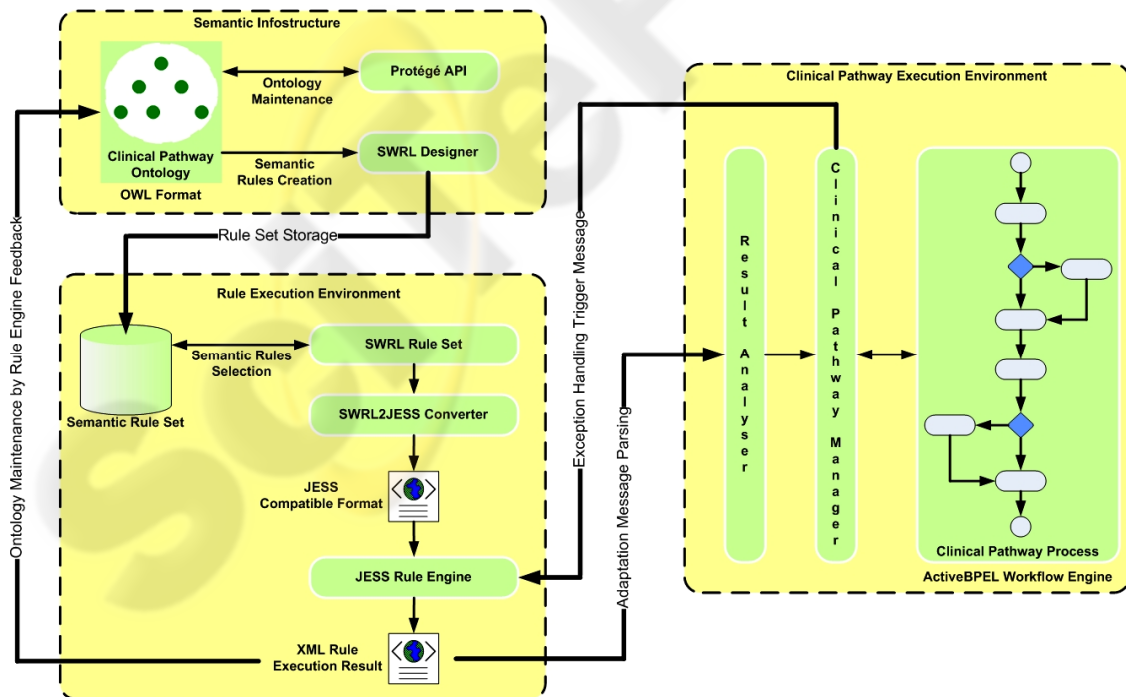 Semantic Infostructure
Protégé API
Ontology
Maintenance
Clinical Pathway
Ontology
OWL Format
SWRL Designer
Semantic
Rules Creation
Rule Set Storage
Ontology Maintenance by Rule Engine Feedback
Rule Execution Environment
Semantic Rule Set
Semantic Rules
Selection
SWRL Rule Set
SWRL2JESS Converter
JESS
Compatible Format
JESS Rule Engine
XML Rule
Execution Result
Exception Handling Trigger Message
Adaptation Message Parsing
Clinical Pathway Execution Environment
Result Analyser
Clinical Pathway Manager
Clinical Pathway Process
ActiveBPEL Workflow Engine